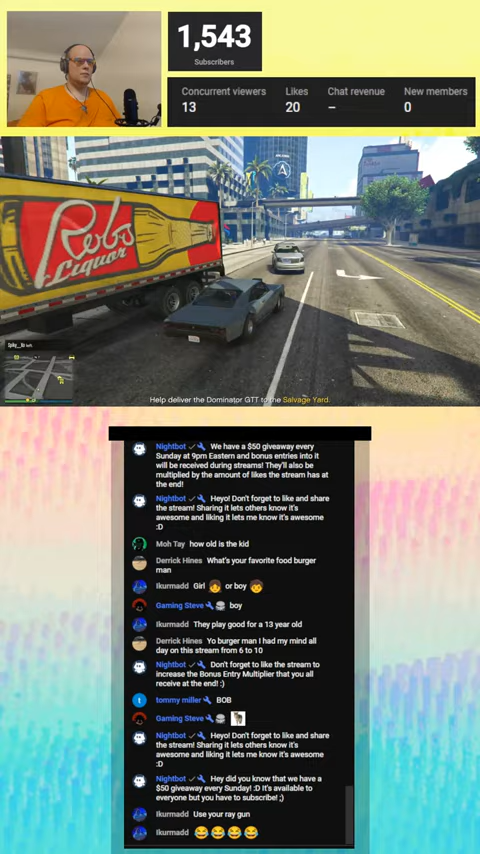 1,543
Subscribers
Concurrent viewers
13
Likes
20
Chat revenue
–
New members
0
Rob's
Liquor
Help deliver the Dominator GTT to the Salvage Yard.
Nightbot We have a $50 giveaway every
Sunday at 9pm Eastern and bonus entries into it
will be received during streams! They'll also be
multiplied by the amount of likes the stream has
at the end!
Nightbot Heyo! Don't forget to like and share
the stream! Sharing it lets others know it's
awesome and liking it lets me know it's awesome
:D
Moh Tay how old is the kid
Derrick Hines What's your favorite food burger
man
Ikurmadd Girl 👧 or boy 👦
Gaming Steve boy
Ikurmadd They play good for a 13 year old
Derrick Hines Yo burger man I had my mind all
day on this stream from 6 to 10
Nightbot Don't forget to like the stream to
increase the Bonus Entry Multiplier that you all
receive at the end! :)
tommy miller BOB
Gaming Steve
Nightbot Heyo! Don't forget to like and share
the stream! Sharing it lets others know it's
awesome and liking it lets me know it's awesome
:D
Nightbot Hey did you know that we have a
$50 giveaway every Sunday! :D It's available to
everyone but you have to subscribe! ;)
Ikurmadd Use your ray gun
Ikurmadd 😂😂😂😂